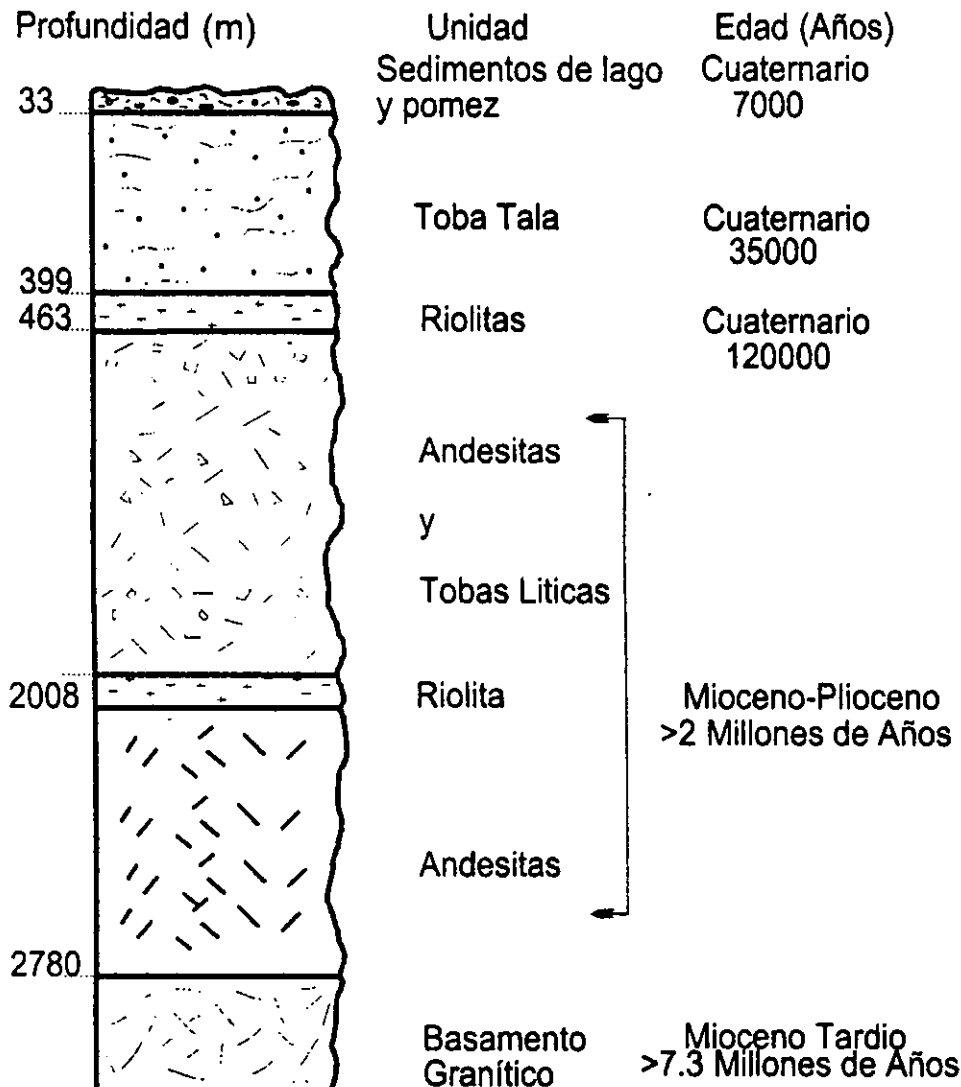 Profundidad (m) Unidad Edad (Años)
Sedimentos de lago Cuaternario
33 y pomez 7000
Toba Tala Cuaternario
35000
399
463 Riolitas Cuaternario
120000
Andesitas
y
Tobas Liticas
2008 Riolita Mioceno-Plioceno
>2 Millones de Años
Andesitas
2780
Basamento Mioceno Tardio
Granítico >7.3 Millones de Años